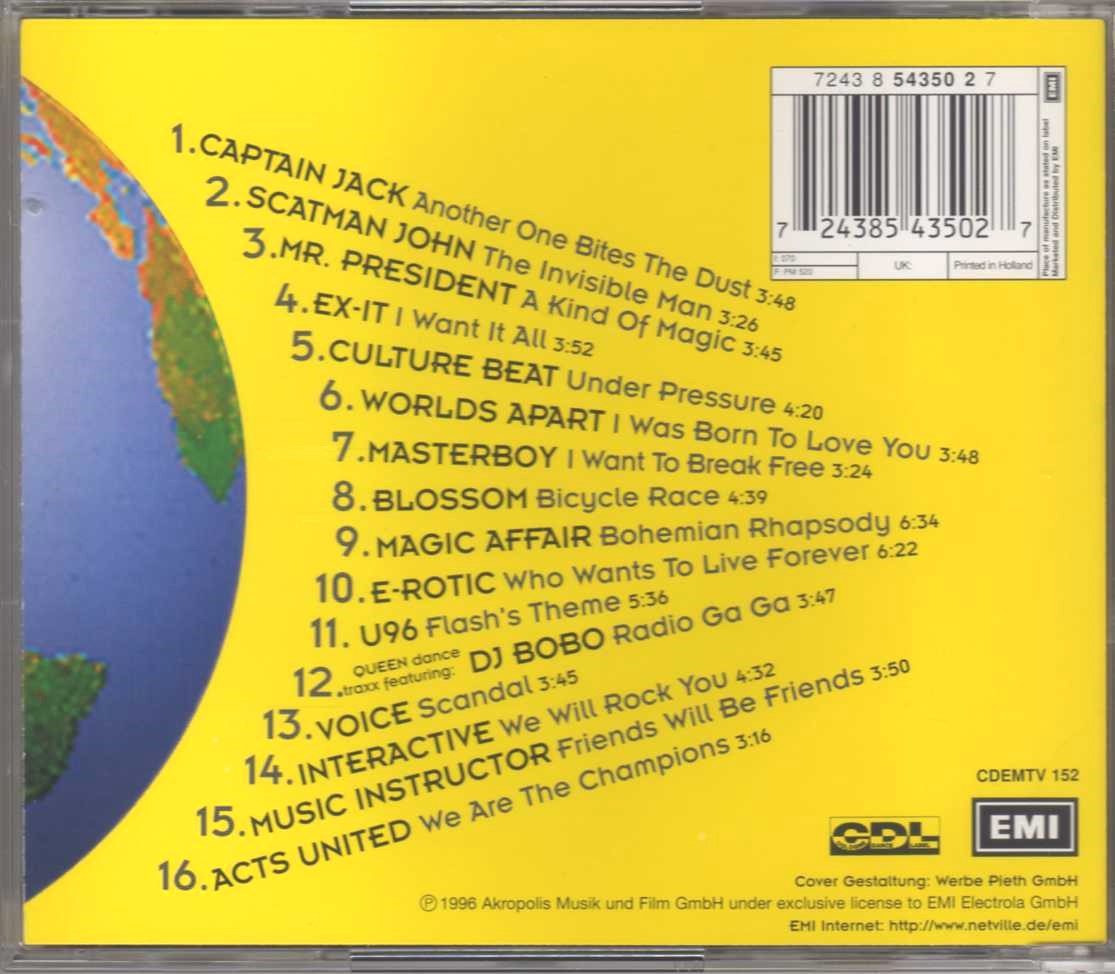 7243 8 54350 2 7
EMI
Place of manufacture as stated on label
Marketed and Distributed by EMI
7 24385 43502 7
I: 070
F: PM 520
UK:
Printed in Holland
1.CAPTAIN JACK Another One Bites The Dust 3:48
2.SCATMAN JOHN The Invisible Man 3:26
3.MR. PRESIDENT A Kind Of Magic 3:45
4.EX-IT I Want It All 3:52
5.CULTURE BEAT Under Pressure 4:20
6.WORLDS APART I Was Born To Love You 3:48
7.MASTERBOY I Want To Break Free 3:24
8.BLOSSOM Bicycle Race 4:39
9.MAGIC AFFAIR Bohemian Rhapsody 6:34
10.E-ROTIC Who Wants To Live Forever 6:22
11. U96 Flash's Theme 5:36
12.QUEEN dance traxx featuring: DJ BOBO Radio Ga Ga 3:47
13.VOICE Scandal 3:45
14.INTERACTIVE We Will Rock You 4:32
15.MUSIC INSTRUCTOR Friends Will Be Friends 3:50
16.ACTS UNITED We Are The Champions 3:16
CDEMTV 152
CDL
COLOGNE DANCE LABEL
EMI
Cover Gestaltung: Werbe Pleth GmbH
℗ 1996 Akropolis Musik und Film GmbH under exclusive license to EMI Electrola GmbH
EMI Internet: http://www.netville.de/emi